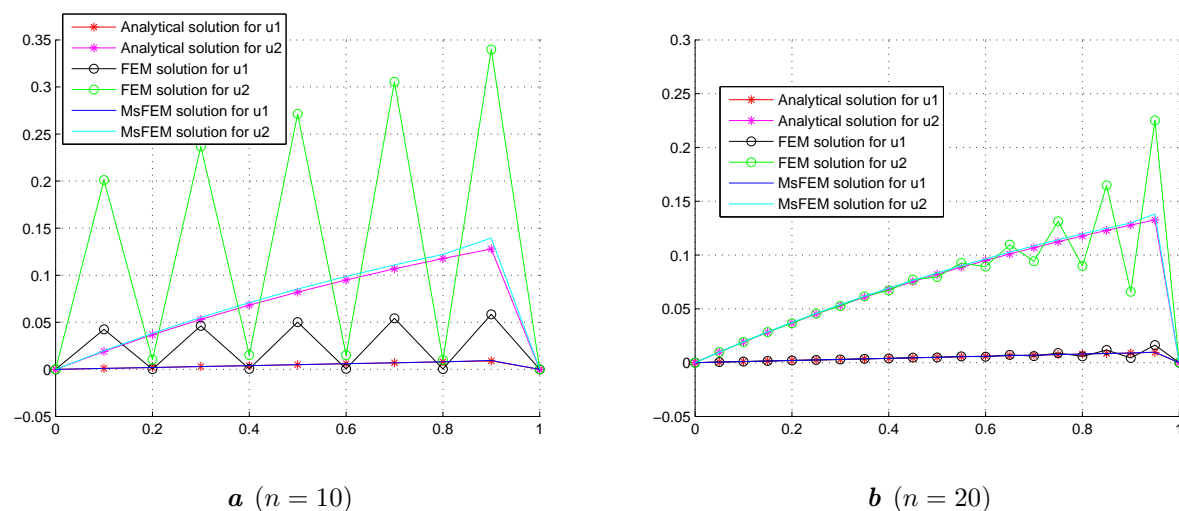 Analytical solution for u1
Analytical solution for u2
FEM solution for u1
FEM solution for u2
MsFEM solution for u1
MsFEM solution for u2
0.35
0.3
0.25
0.2
0.15
0.1
0.05
0
−0.05
0 0.2 0.4 0.6 0.8 1
a (n = 10)
0.3
0.25
0.2
0.15
0.1
0.05
0
−0.05
Analytical solution for u1
Analytical solution for u2
FEM solution for u1
FEM solution for u2
MsFEM solution for u1
MsFEM solution for u2
0 0.2 0.4 0.6 0.8 1
b (n = 20)